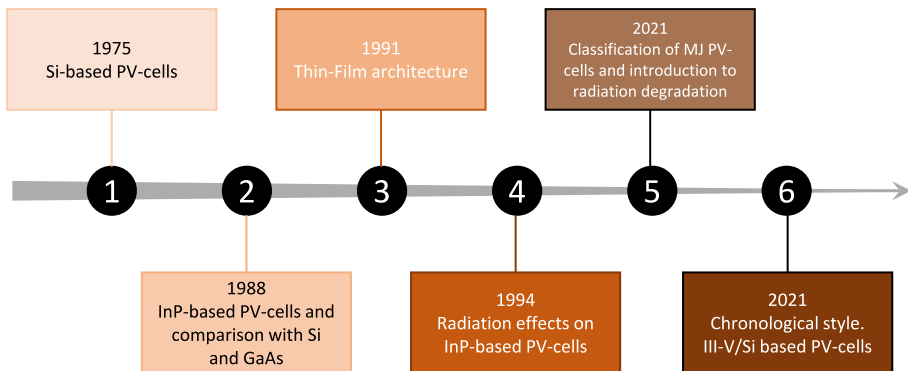 1975
Si-based PV-cells
1991
Thin-Film architecture
2021
Classification of MJ PV-
cells and introduction to
radiation degradation
1
2
3
4
5
6
1988
InP-based PV-cells and
comparison with Si
and GaAs
1994
Radiation effects on
InP-based PV-cells
2021
Chronological style.
III-V/Si based PV-cells